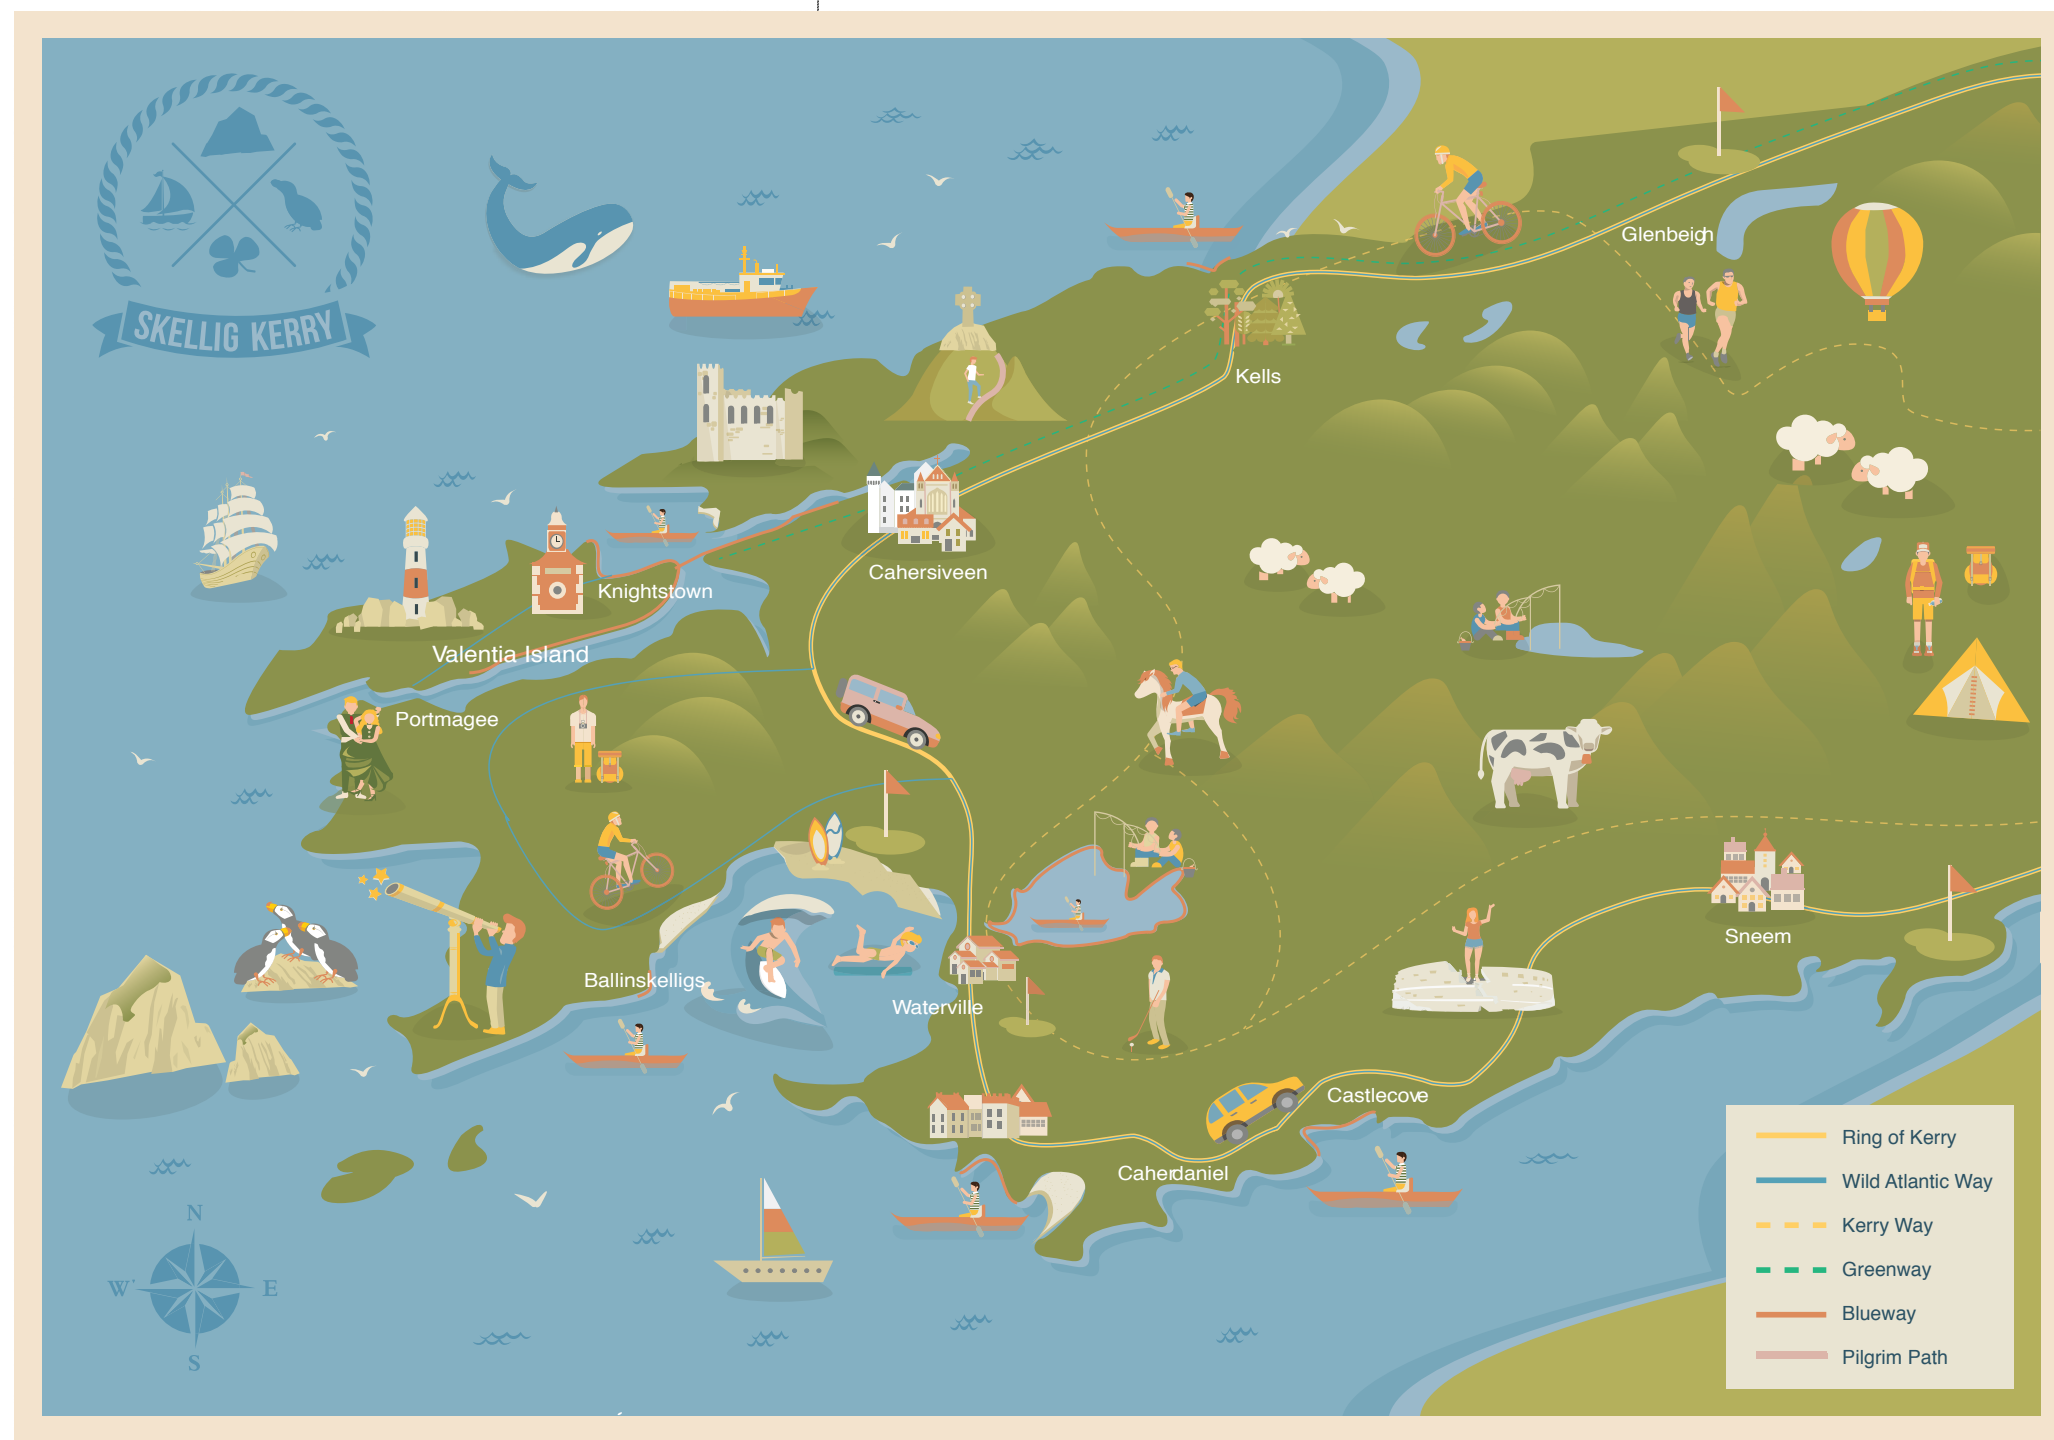 SKELLIG KERRY
Glenbeigh
Kells
Cahersiveen
Knightstown
Valentia Island
Portmagee
Sneem
Ballinskelligs
Waterville
Castlecove
Caherdaniel
N
W E
S
Ring of Kerry
Wild Atlantic Way
Kerry Way
Greenway
Blueway
Pilgrim Path